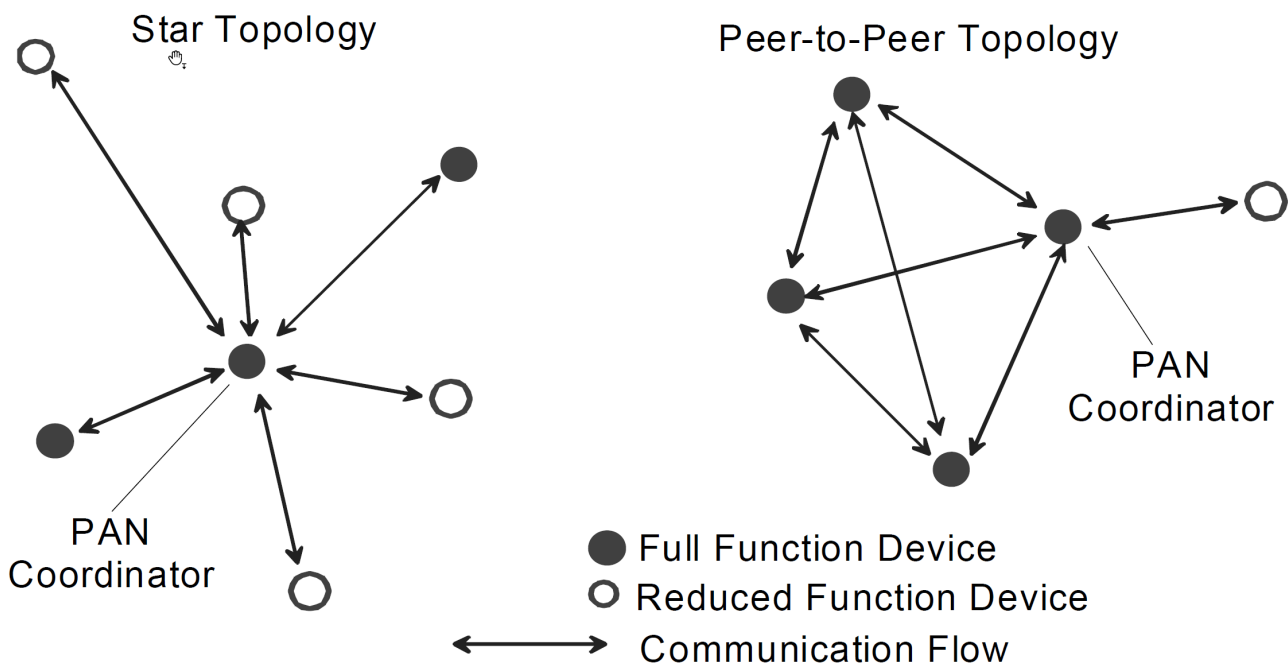 Star Topology
Peer-to-Peer Topology
PAN
Coordinator
PAN
Coordinator
Full Function Device
Reduced Function Device
Communication Flow